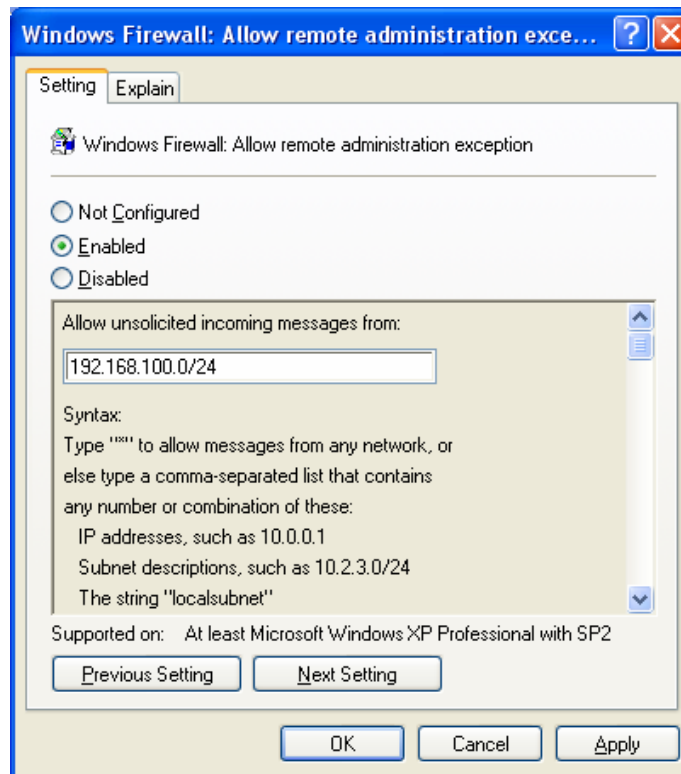 Windows Firewall: Allow remote administration exce...
Setting
Explain
Windows Firewall: Allow remote administration exception
Not Configured
Enabled
Disabled
Allow unsolicited incoming messages from:
192.168.100.0/24
Syntax:
Type "*" to allow messages from any network, or
else type a comma-separated list that contains
any number or combination of these:
IP addresses, such as 10.0.0.1
Subnet descriptions, such as 10.2.3.0/24
The string "localsubnet"
Supported on: At least Microsoft Windows XP Professional with SP2
Previous Setting
Next Setting
OK
Cancel
Apply